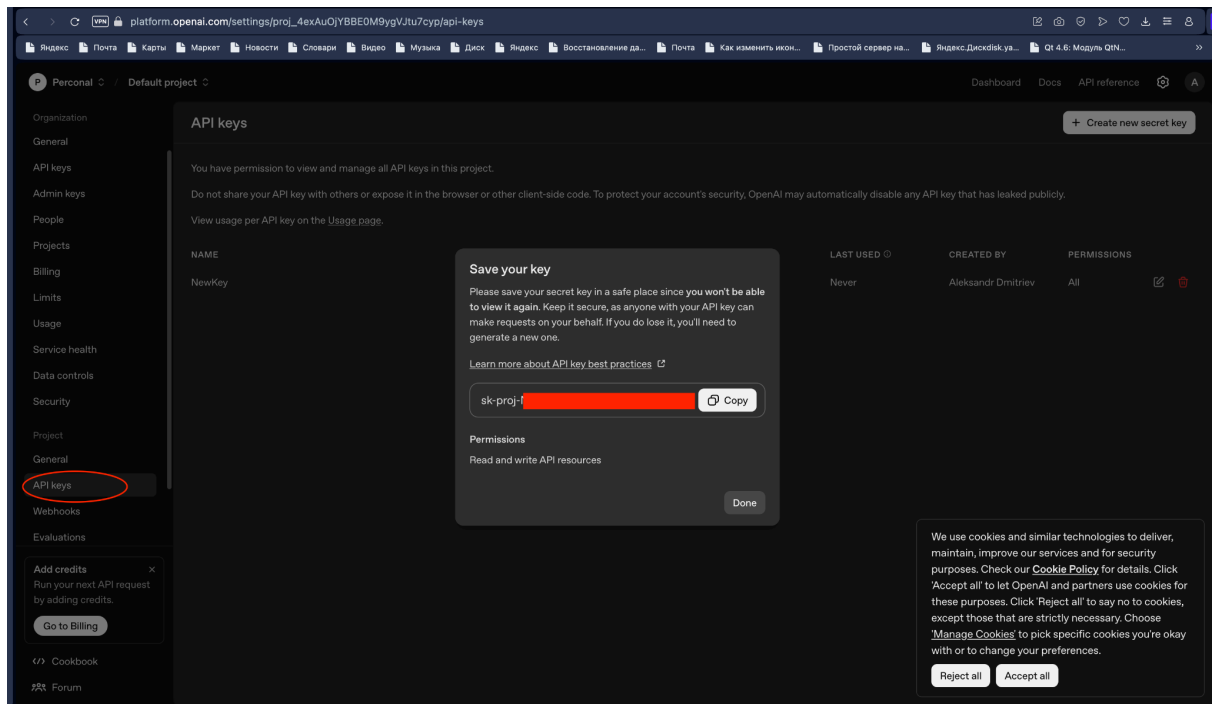 VPN platform.openai.com/settings/proj_4exAuOjYBBE0M9ygVJtu7cyp/api-keys
Яндекс Почта Карты Маркет Новости Словари Видео Музыка Диск Яндекс Восстановление да... Почта Как изменить икон... Простой сервер на... Яндекс.Дискdisk.ya... Qt 4.6: Модуль QtN... »
P Perconal / Default project Dashboard Docs API reference A
Organization
General
API keys
Admin keys
People
Projects
Billing
Limits
Usage
Service health
Data controls
Security
Project
General
API keys
Webhooks
Evaluations
Add credits ×
Run your next API request
by adding credits.
Go to Billing
Cookbook
Forum
API keys
+ Create new secret key
You have permission to view and manage all API keys in this project.
Do not share your API key with others or expose it in the browser or other client-side code. To protect your account's security, OpenAI may automatically disable any API key that has leaked publicly.
View usage per API key on the Usage page.
NAME LAST USED CREATED BY PERMISSIONS
NewKey Never Aleksandr Dmitriev All
Save your key
Please save your secret key in a safe place since you won't be able
to view it again. Keep it secure, as anyone with your API key can
make requests on your behalf. If you do lose it, you'll need to
generate a new one.
Learn more about API key best practices
sk-proj- Copy
Permissions
Read and write API resources
Done
We use cookies and similar technologies to deliver,
maintain, improve our services and for security
purposes. Check our Cookie Policy for details. Click
'Accept all' to let OpenAI and partners use cookies for
these purposes. Click 'Reject all' to say no to cookies,
except those that are strictly necessary. Choose
'Manage Cookies' to pick specific cookies you're okay
with or to change your preferences.
Reject all Accept all